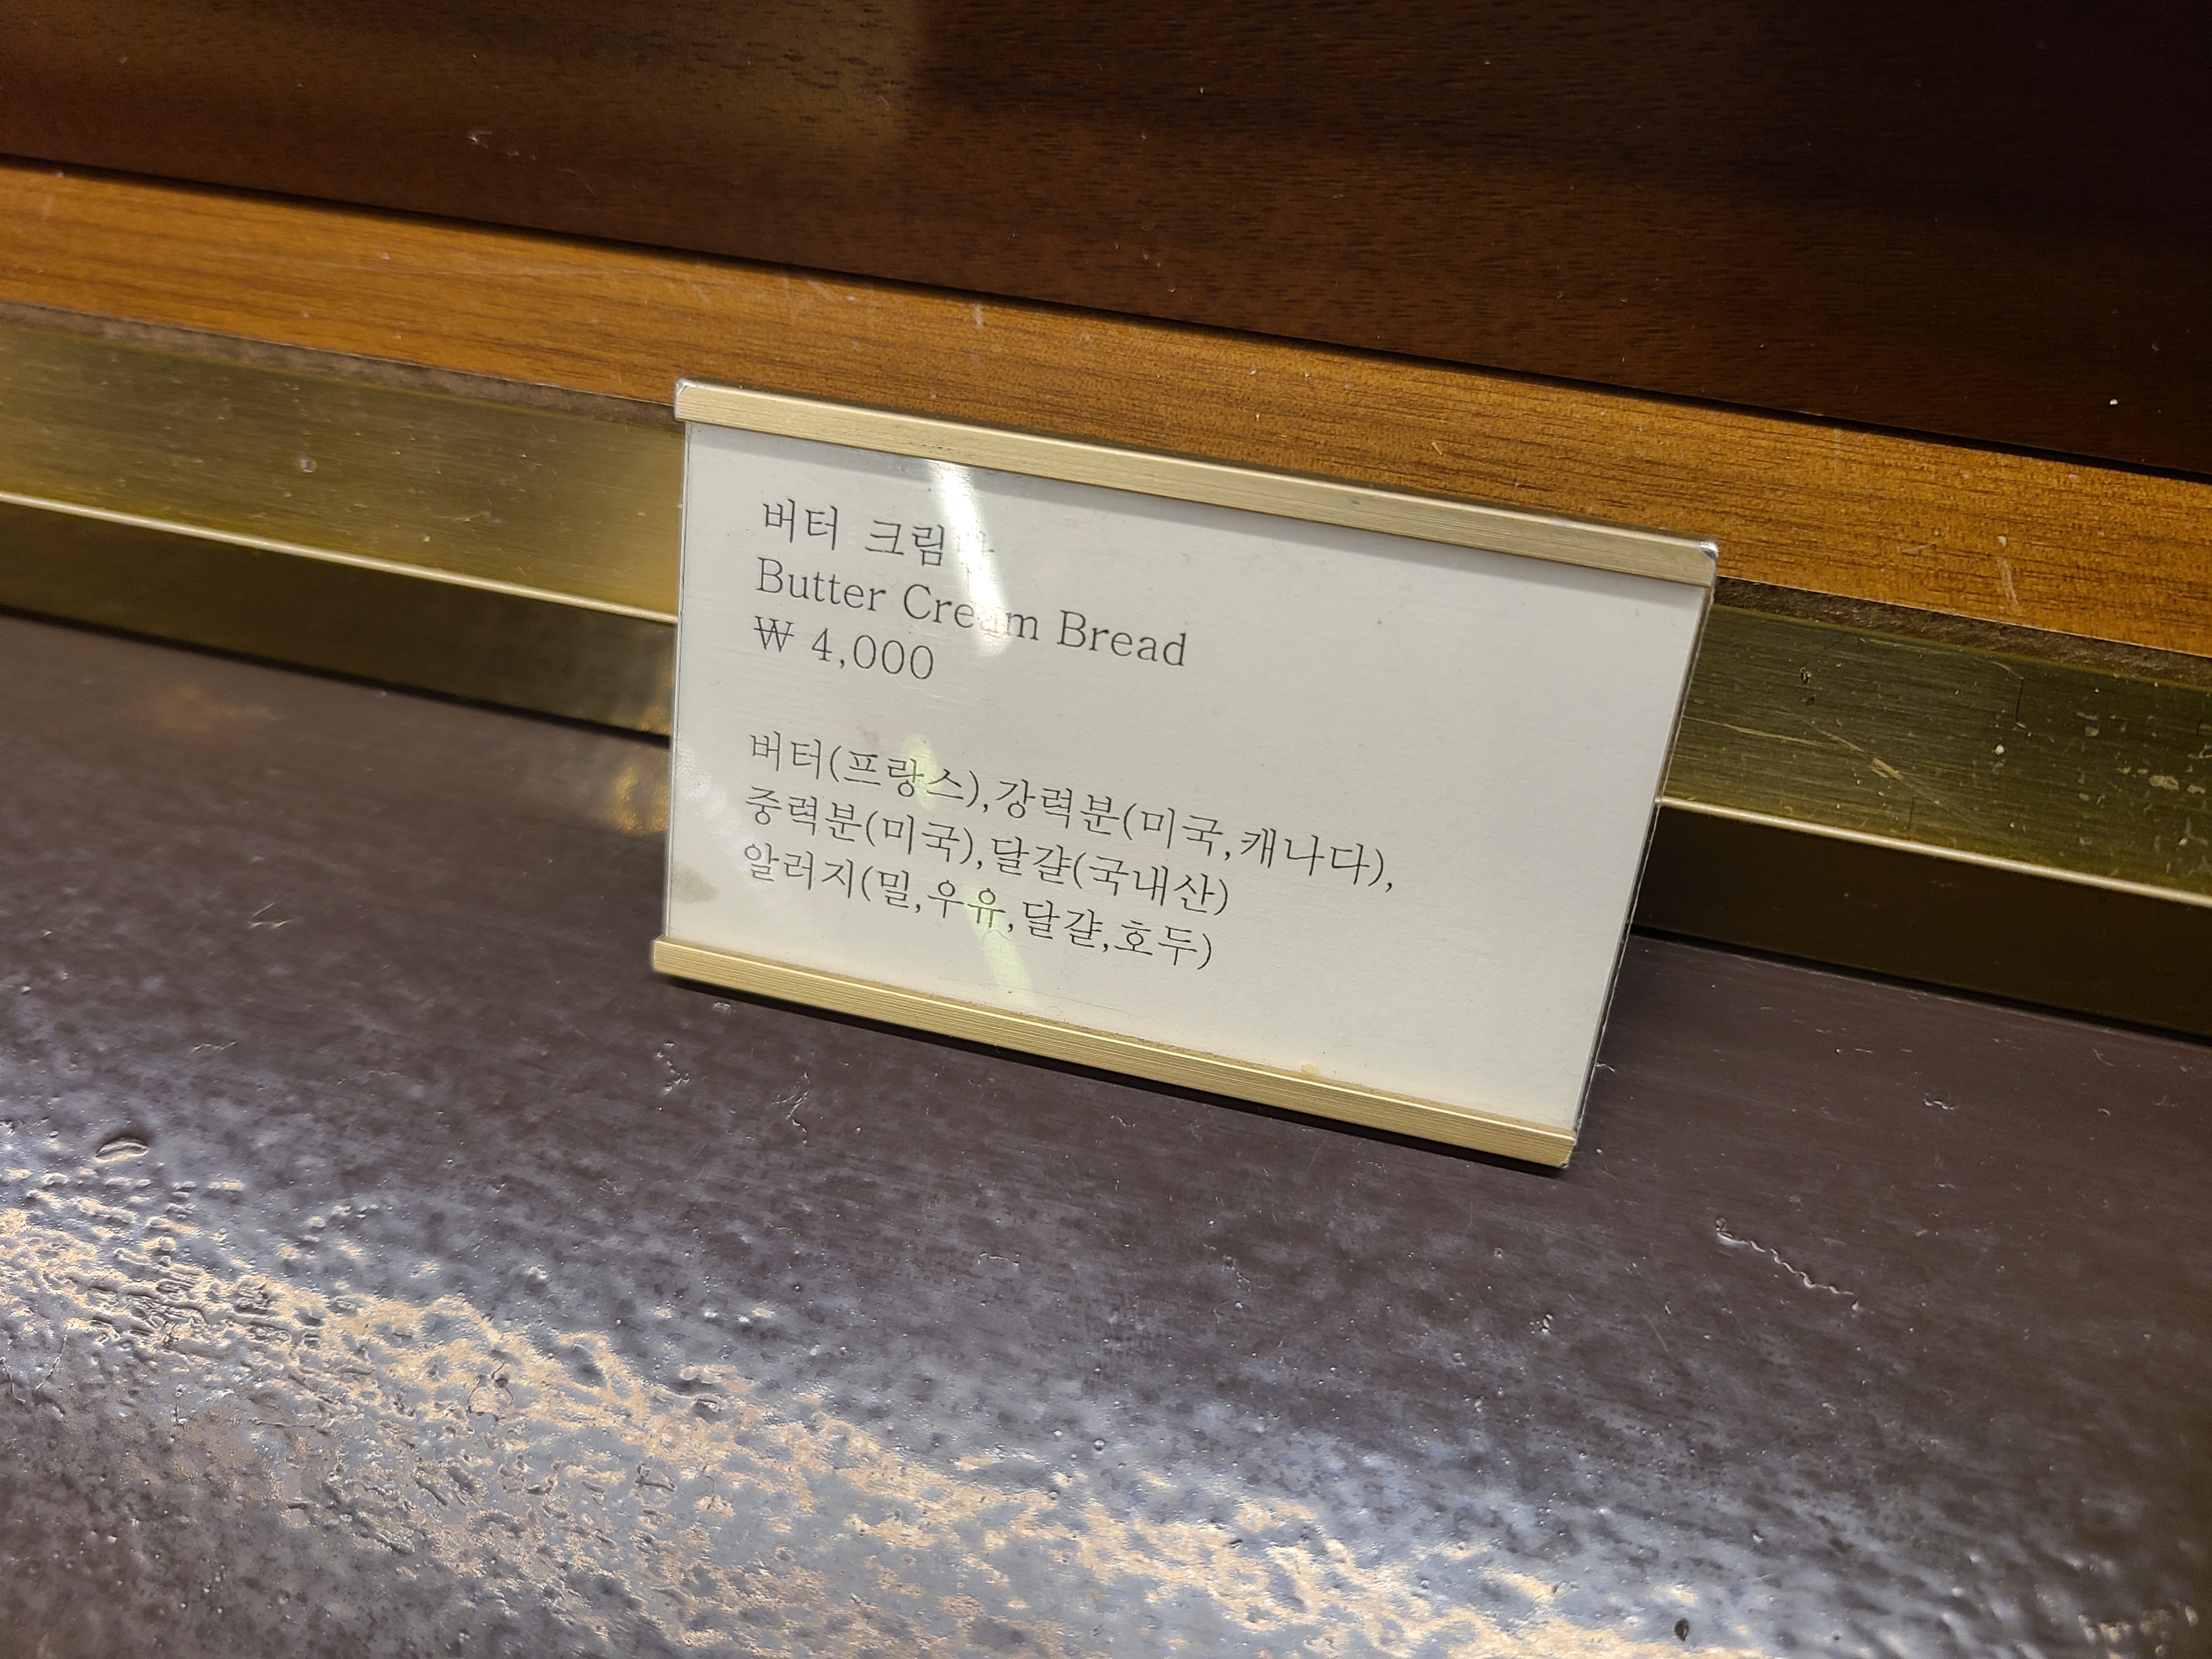 버터 크림빵
Butter Cream Bread
₩ 4,000
버터(프랑스),강력분(미국,캐나다),
중력분(미국),달걀(국내산)
알러지(밀,우유,달걀,호두)